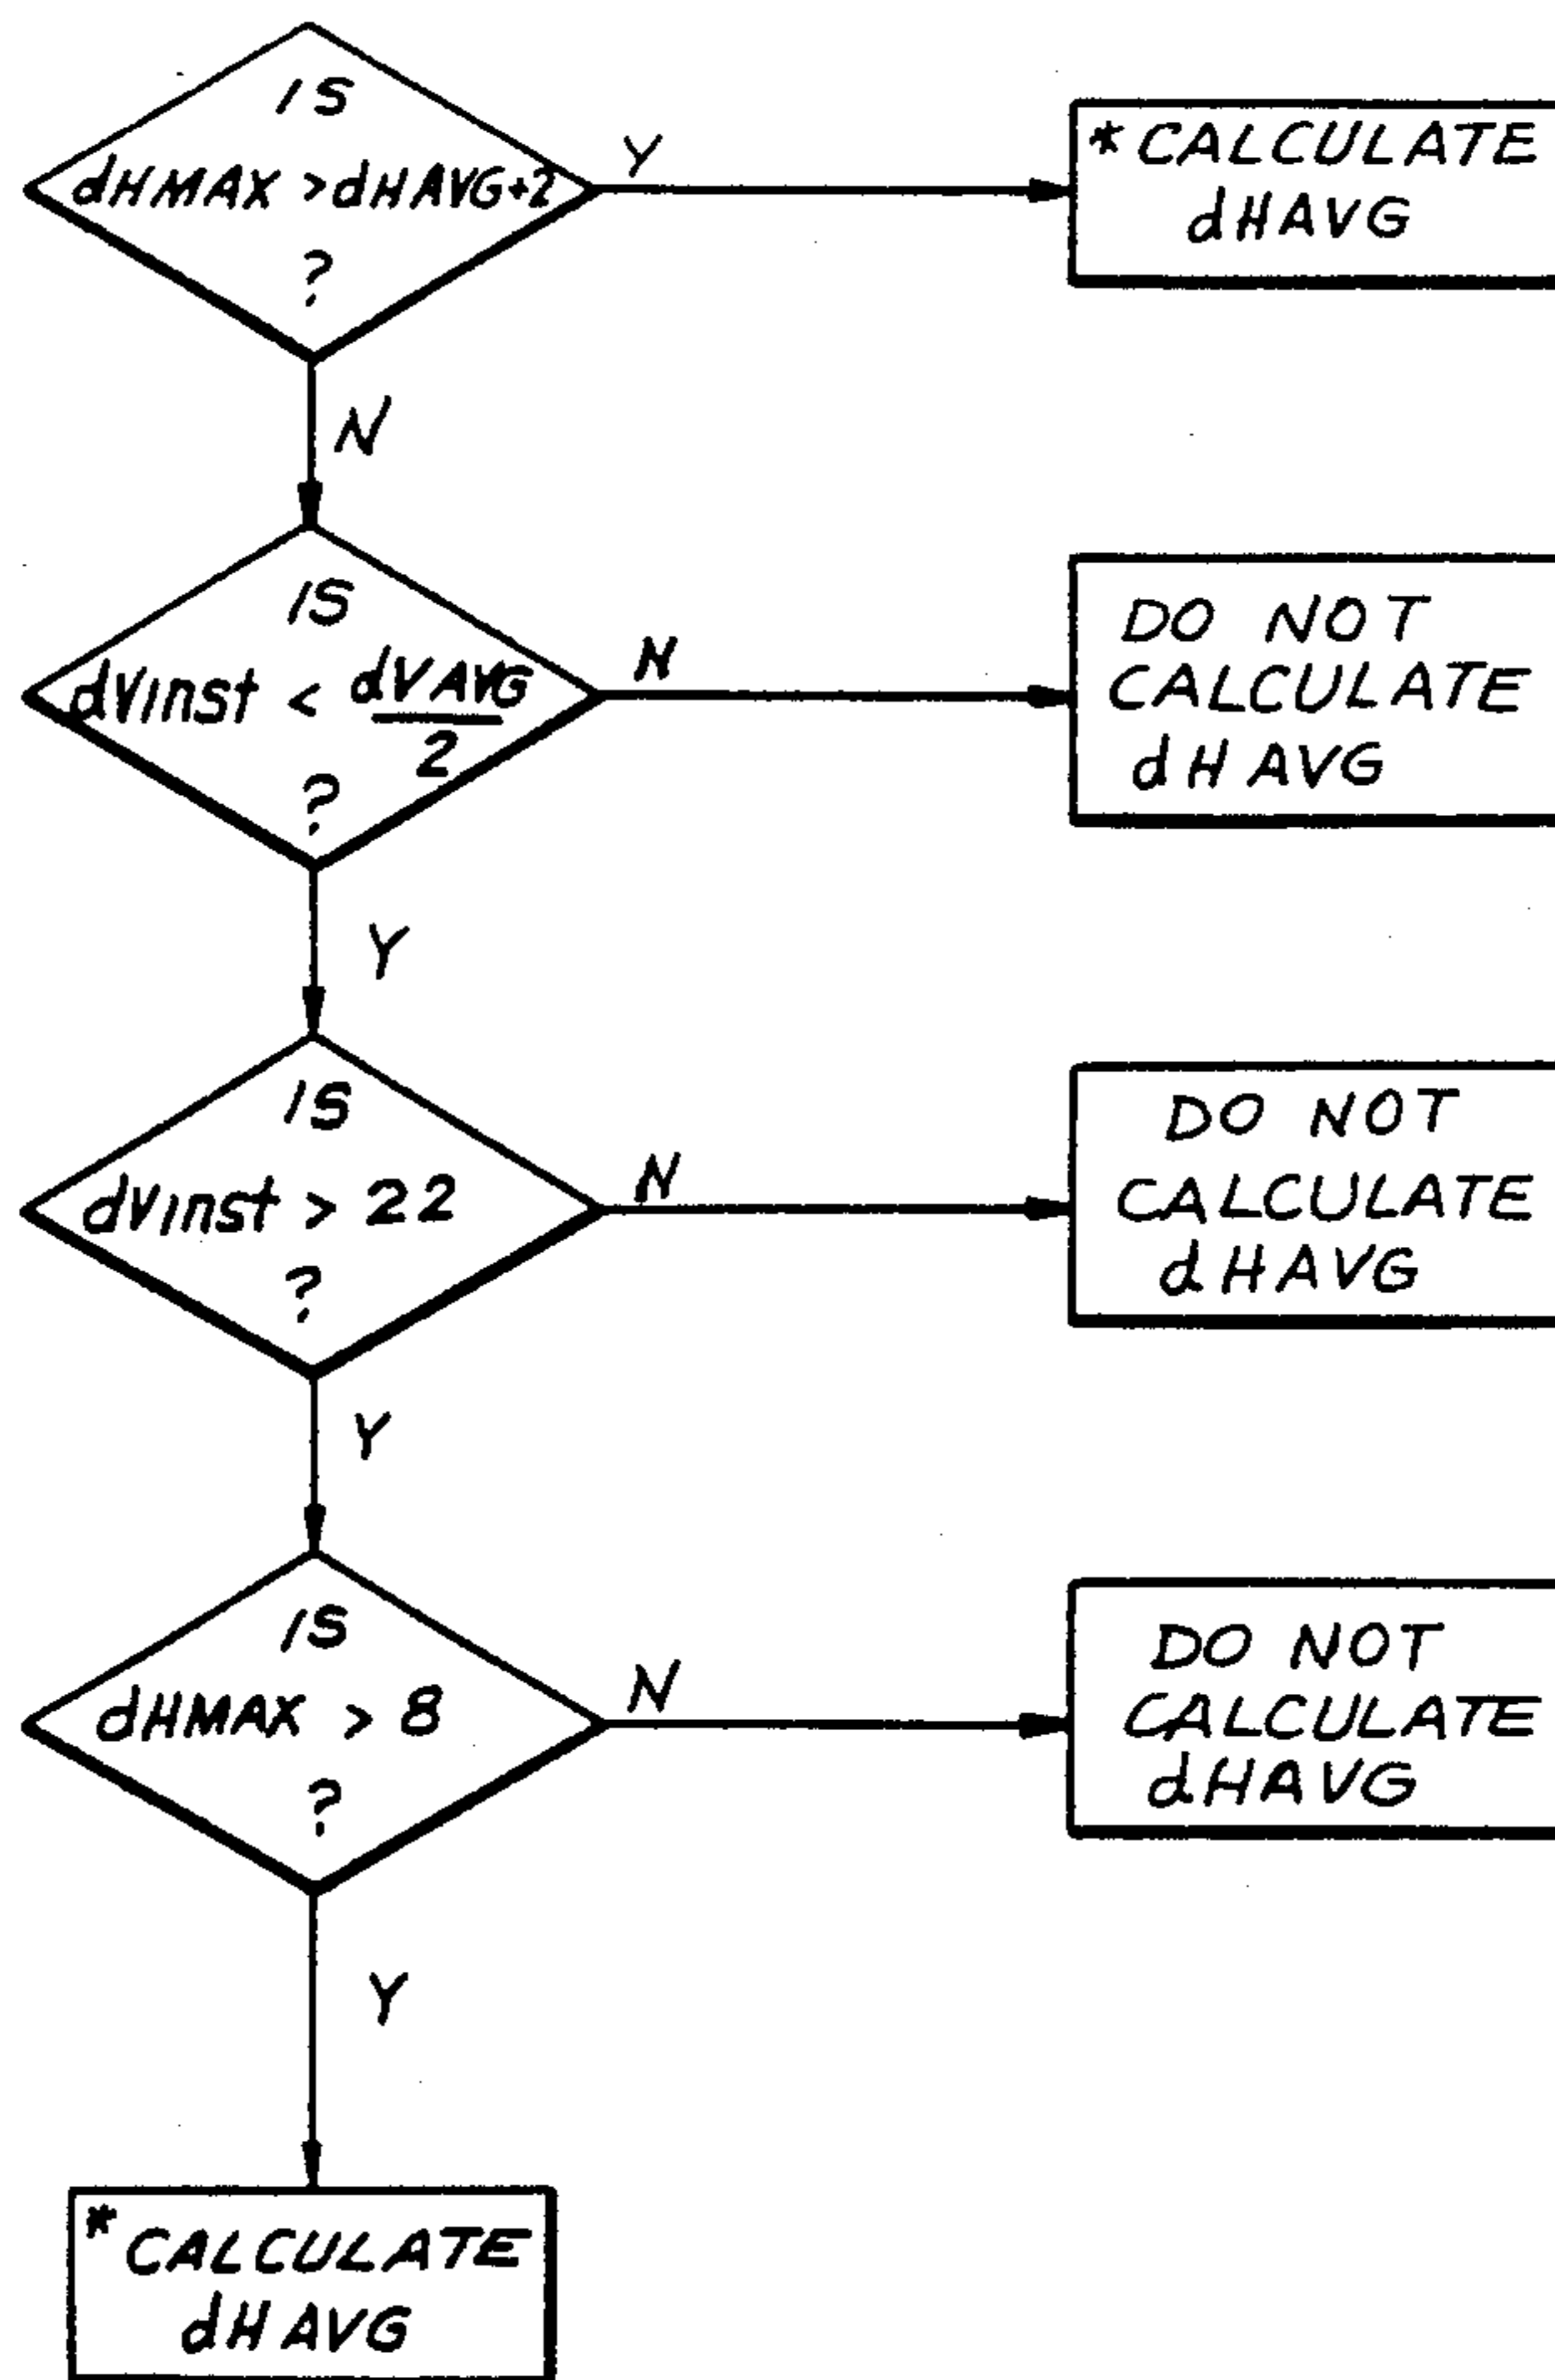 IS
dHMAX > dHAVG+2
?
Y
* CALCULATE
dHAVG
N
IS
dVInst < dVAVG
2
?
N
DO NOT
CALCULATE
dHAVG
Y
IS
dVInst > 22
?
N
DO NOT
CALCULATE
dHAVG
Y
IS
dHMAX > 8
?
N
DO NOT
CALCULATE
dHAVG
Y
* CALCULATE
dHAVG